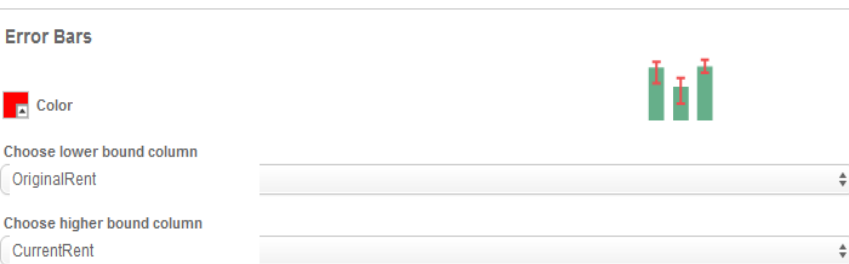 Error Bars
Color
Choose lower bound column
OriginalRent
Choose higher bound column
CurrentRent